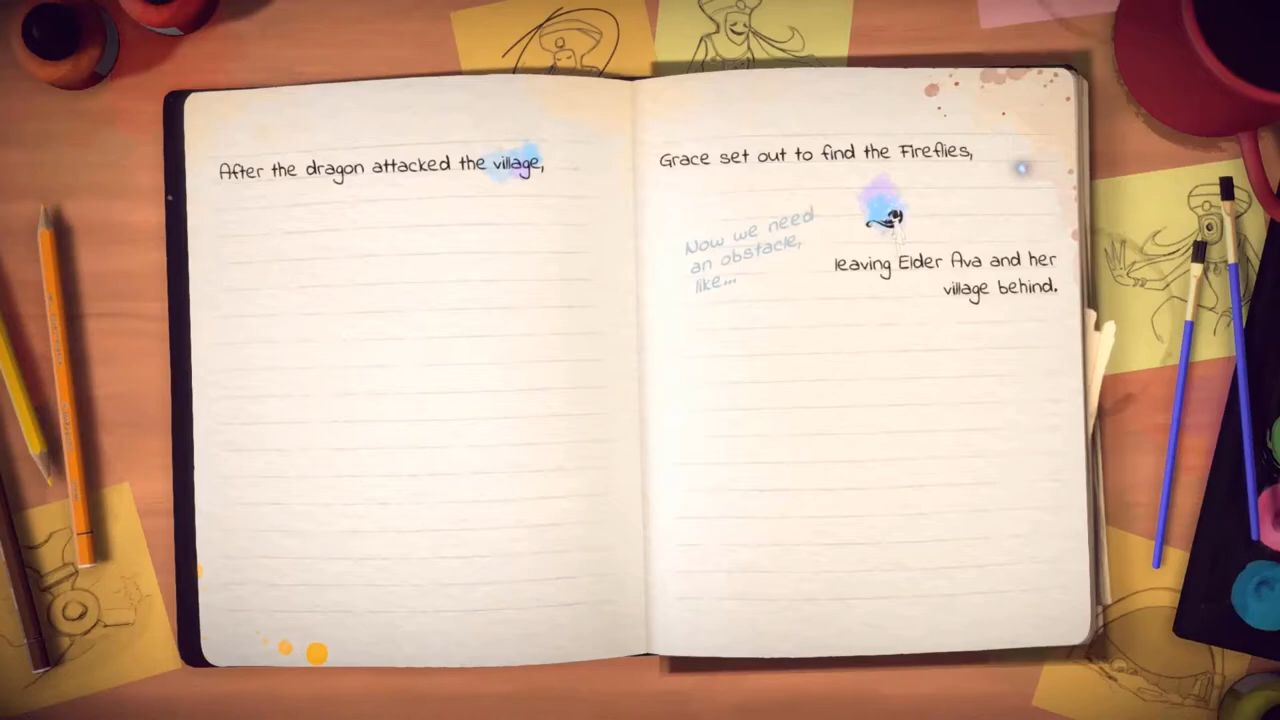 After the dragon attacked the village,
Grace set out to find the Fireflies,
Now we need
an obstacle,
like...
leaving Elder Ava and her
village behind.